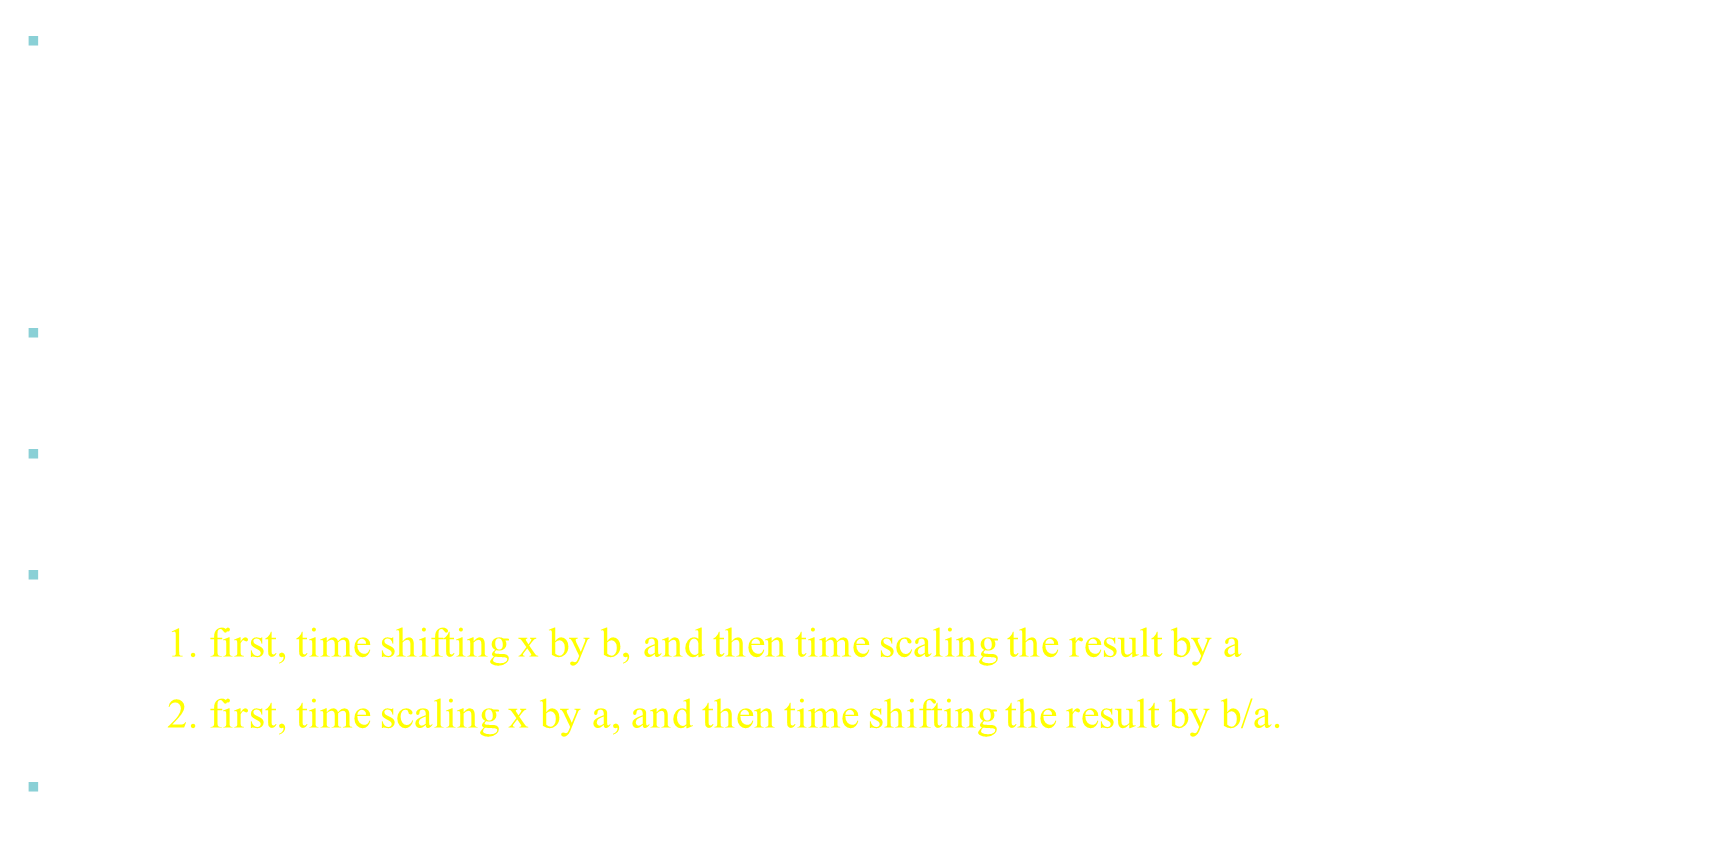 ▪
▪
▪
▪
1. first, time shifting x by b, and then time scaling the result by a
2. first, time scaling x by a, and then time shifting the result by b/a.
▪